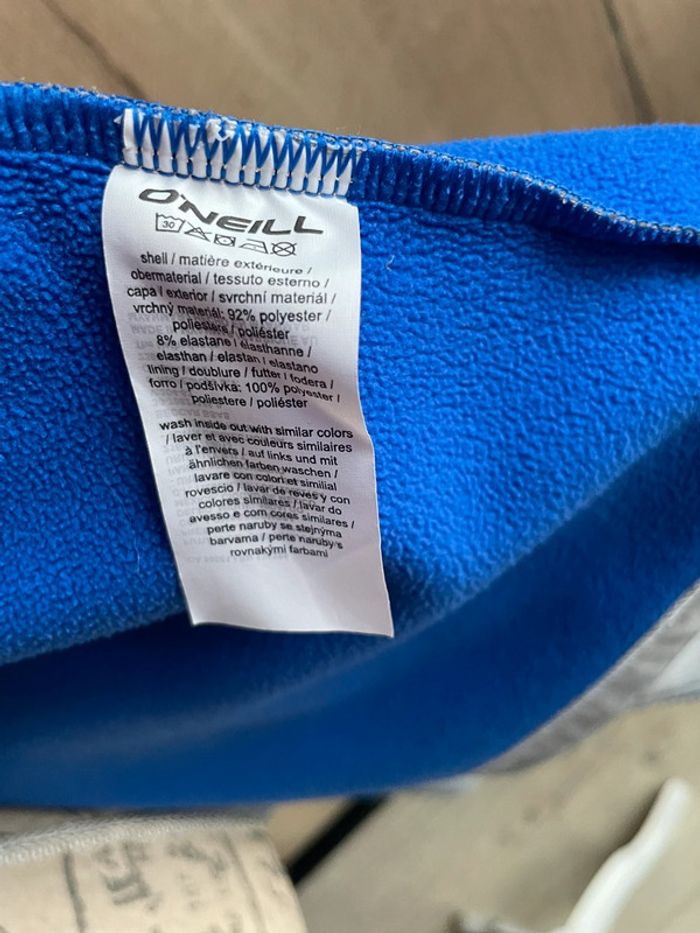 O'NEILL
30
shell / matière extérieure /
obermaterial / tessuto esterno /
capa / exterior / svrchní materiál /
vrchný materiál: 92% polyester /
poliestere / poliéster
8% elastane / élasthanne /
elasthan / elastan / elastano
lining / doublure / futter / fodera /
forro / podšívka: 100% polyester /
poliestere / poliéster
wash inside out with similar colors
/ laver et avec couleurs similaires
à l'envers / auf links und mit
ähnlichen farben waschen /
lavare con colori et similial
rovescio / lavar de revés y con
colores similares / lavar do
avesso e com cores similares /
perte naruby se stejnýma
barvama / perte naruby s
rovnakými farbami